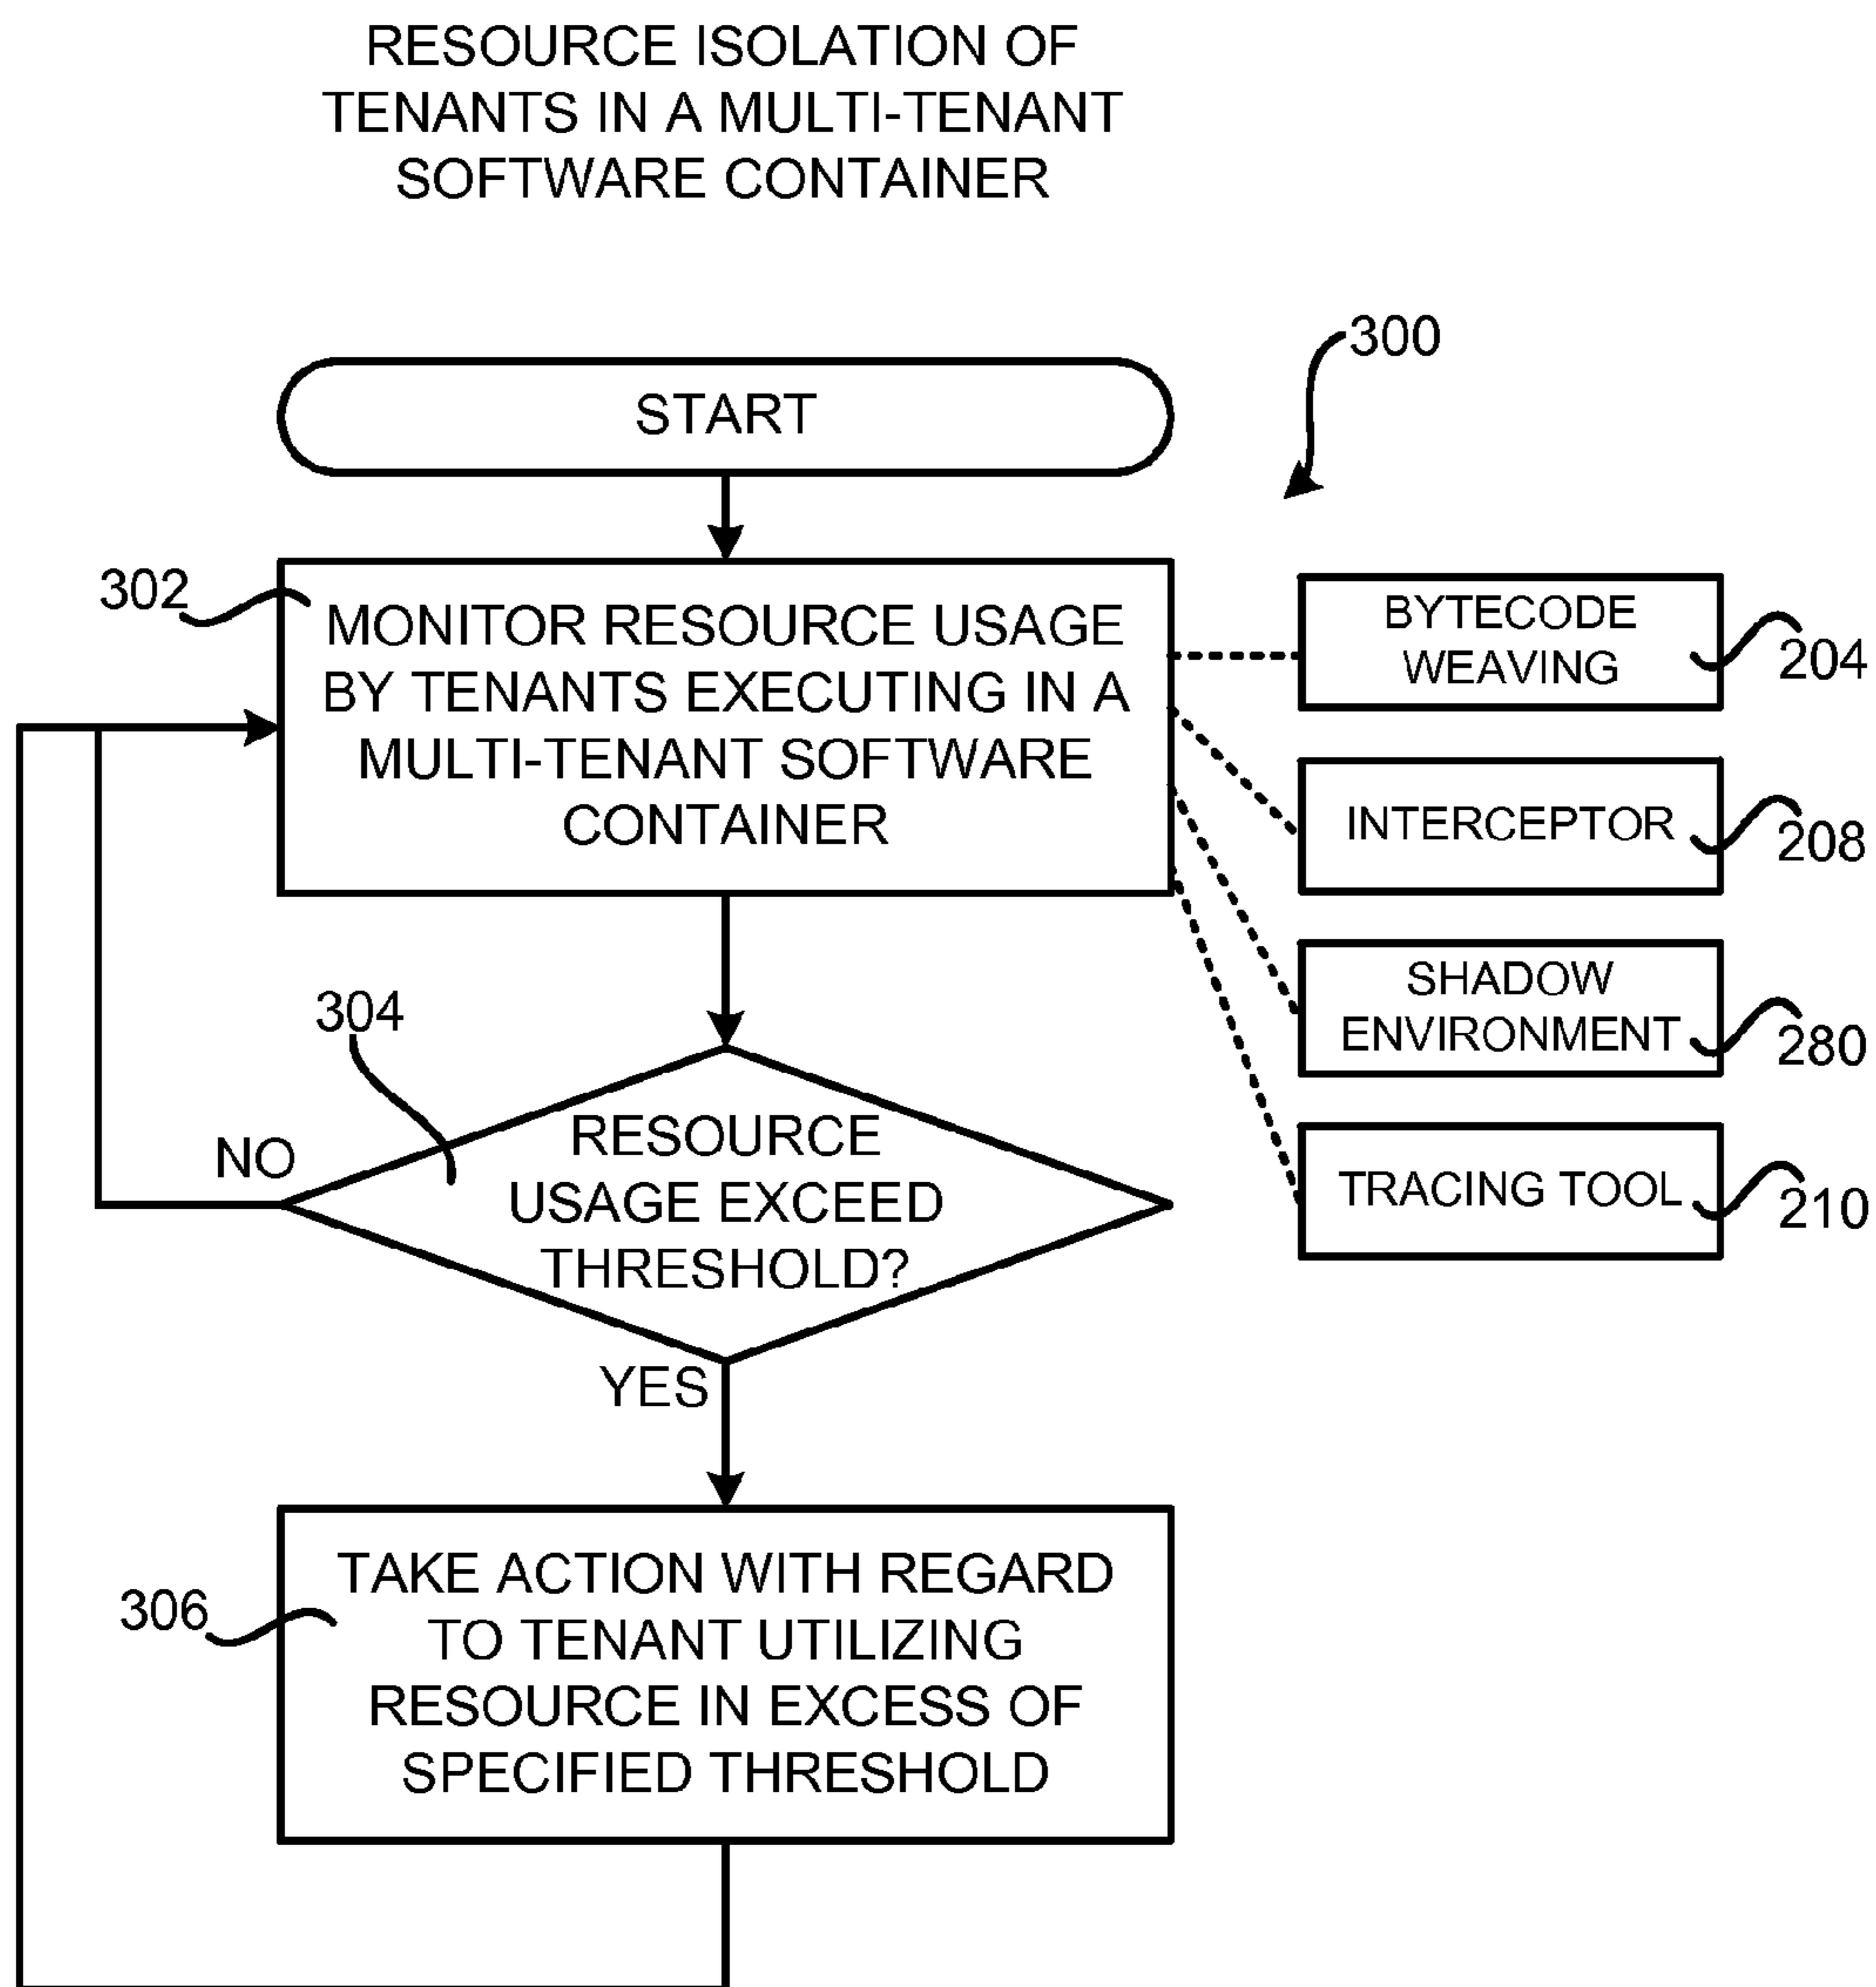 RESOURCE ISOLATION OF
TENANTS IN A MULTI-TENANT
SOFTWARE CONTAINER
300
START
302
MONITOR RESOURCE USAGE
BY TENANTS EXECUTING IN A
MULTI-TENANT SOFTWARE
CONTAINER
BYTECODE
WEAVING
204
INTERCEPTOR
208
SHADOW
ENVIRONMENT
280
TRACING TOOL
210
304
RESOURCE
USAGE EXCEED
THRESHOLD?
NO
YES
306
TAKE ACTION WITH REGARD
TO TENANT UTILIZING
RESOURCE IN EXCESS OF
SPECIFIED THRESHOLD